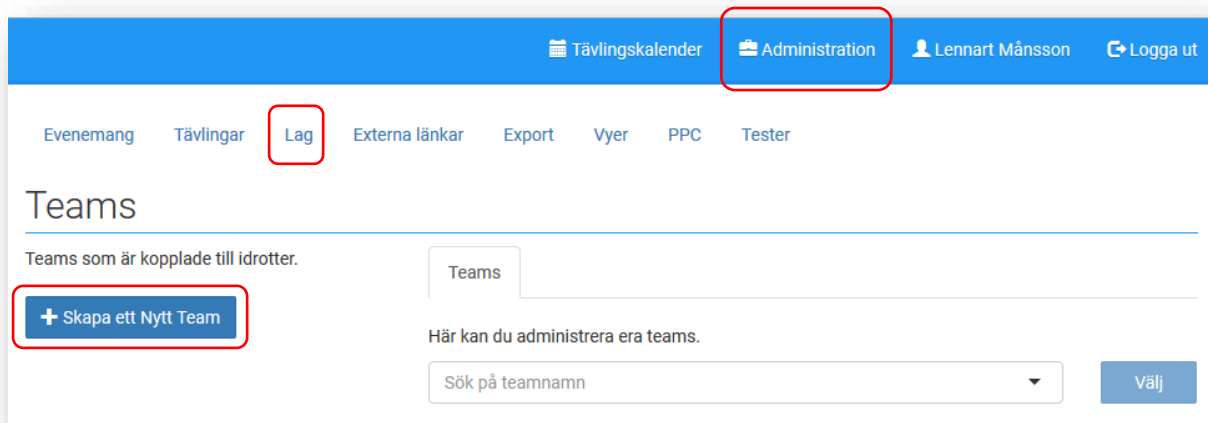 Tävlingskalender Administration Lennart Månsson Logga ut
Evenemang Tävlingar Lag Externa länkar Export Vyer PPC Tester
Teams
Teams som är kopplade till idrotter.
Skapa ett Nytt Team
Teams
Här kan du administrera era teams.
Sök på teamnamn Välj